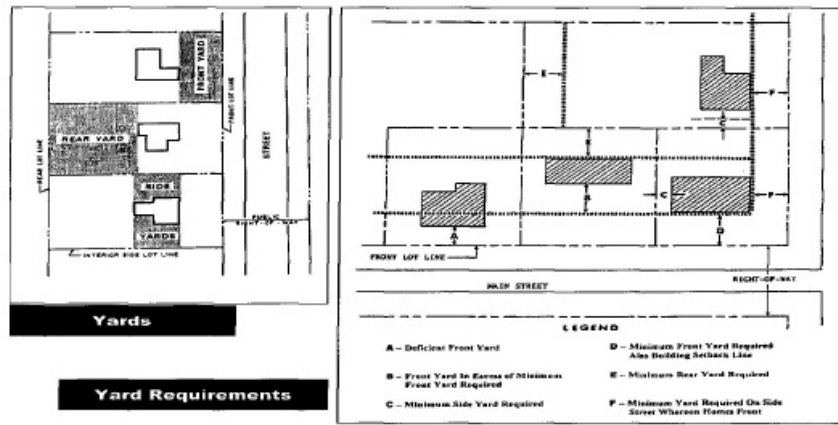 FRONT YARD
FRONT LOT LINE
REAR YARD
REAR LOT LINE
STREET
SIDE
YARDS
PUBLIC
RIGHT-OF-WAY
INTERIOR SIDE LOT LINE
Yards
Yard Requirements
E
F
C
E
C
F
A
D
FRONT LOT LINE
RIGHT-OF-WAY
MAIN STREET
LEGEND
A – Deficient Front Yard
B – Front Yard In Excess of Minimum
Front Yard Required
C – Minimum Side Yard Required
D – Minimum Front Yard Required
Also Building Setback Line
E – Minimum Rear Yard Required
F – Minimum Yard Required On Side
Street Whereon Homes Front